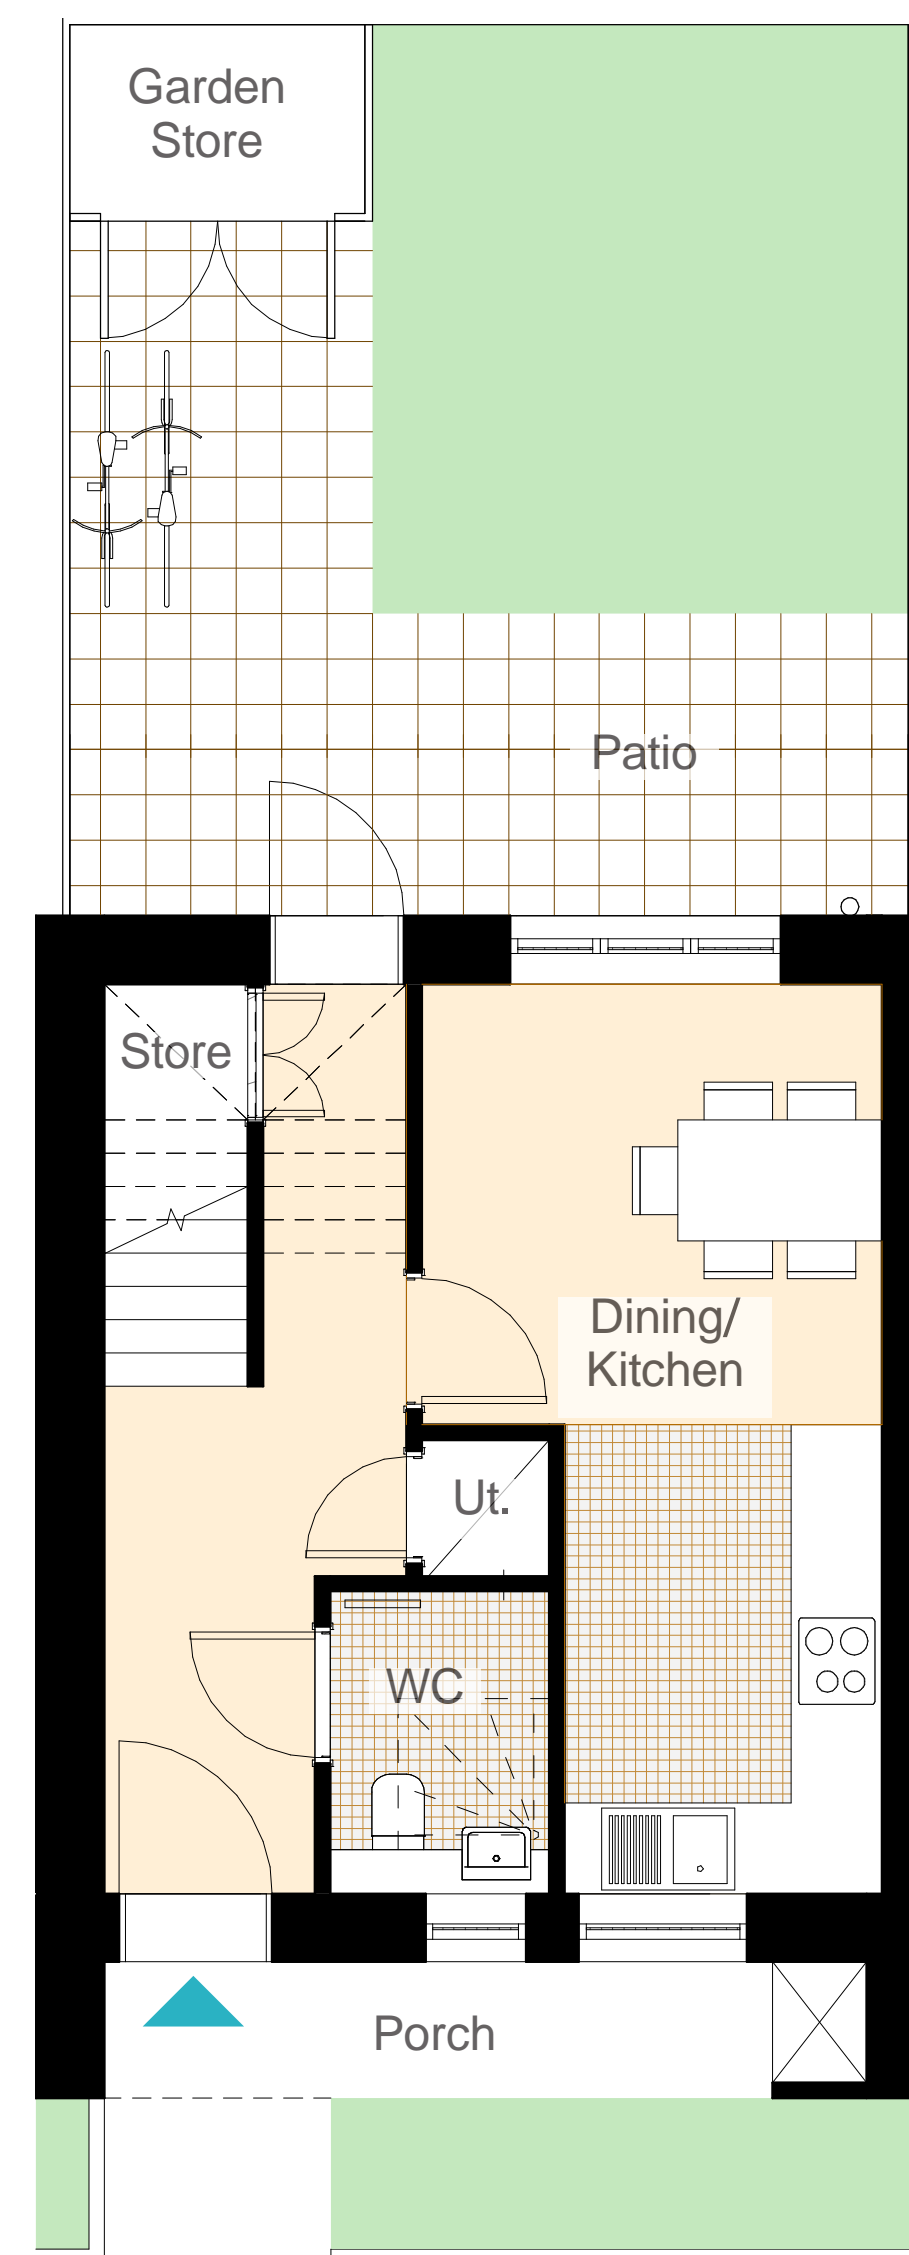 Garden
Store
Patio
Store
Dining/
Kitchen
Ut.
WC
Porch